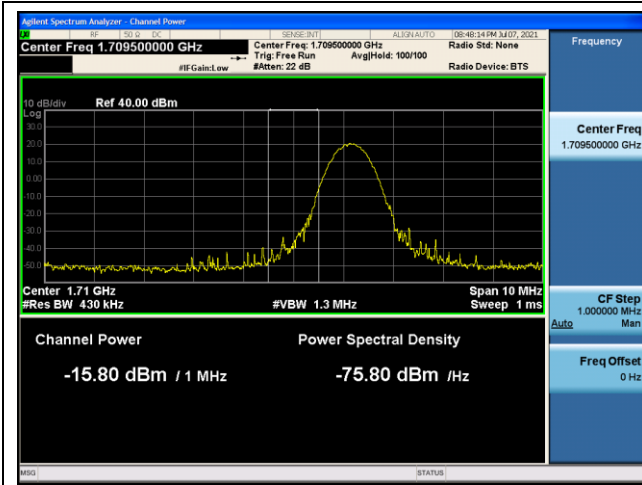 Agilent Spectrum Analyzer - Channel Power
RF 50 Ω DC SENSE:INT ALIGN AUTO 08:48:14 PM Jul 07, 2021
Center Freq 1.709500000 GHz
Center Freq: 1.709500000 GHz
Radio Std: None
Trig: Free Run Avg|Hold: 100/100
#IFGain:Low #Atten: 22 dB Radio Device: BTS
Frequency
10 dB/div Ref 40.00 dBm
Log
30.0
20.0
10.0
0.00
-10.0
-20.0
-30.0
-40.0
-50.0
Center 1.71 GHz Span 10 MHz
#Res BW 430 kHz #VBW 1.3 MHz Sweep 1 ms
Channel Power Power Spectral Density
-15.80 dBm / 1 MHz -75.80 dBm /Hz
Center Freq
1.709500000 GHz
CF Step
1.000000 MHz
Auto Man
Freq Offset
0 Hz
MSG STATUS